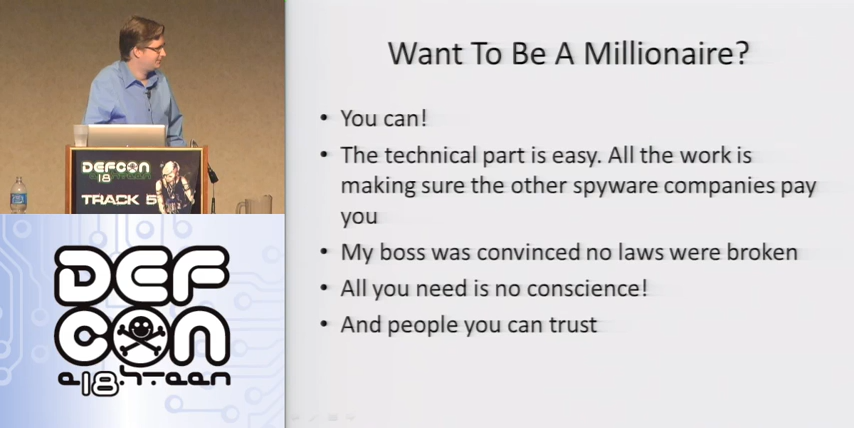 DEFCON
18
TRACK 5
DEF
CON
e18h-teen
Want To Be A Millionaire?
• You can!
• The technical part is easy. All the work is
making sure the other spyware companies pay
you
• My boss was convinced no laws were broken
• All you need is no conscience!
• And people you can trust